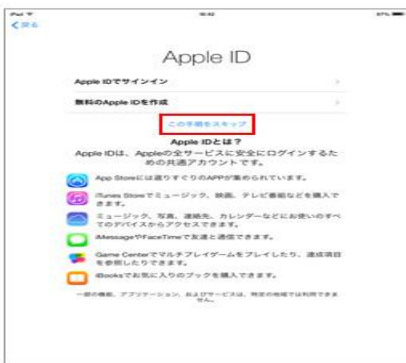 iPad
10:42
97%
戻る
Apple ID
Apple IDでサインイン
無料のApple IDを作成
この手順をスキップ
Apple IDとは？
Apple IDは、Appleの全サービスに安全にログインするた
めの共通アカウントです。
App Storeには選りすぐりのAPPが集められています。
iTunes Storeでミュージック、映画、テレビ番組などを購入で
きます。
ミュージック、写真、連絡先、カレンダーなどにお使いのすべ
てのデバイスからアクセスできます。
iMessageやFaceTimeで友達と通信できます。
Game Centerでマルチプレイゲームをプレイしたり、達成項目
を参照したりできます。
iBooksでお気に入りのブックを購入できます。
一部の機能、アプリケーション、およびサービスは、特定の地域では利用できま
せん。